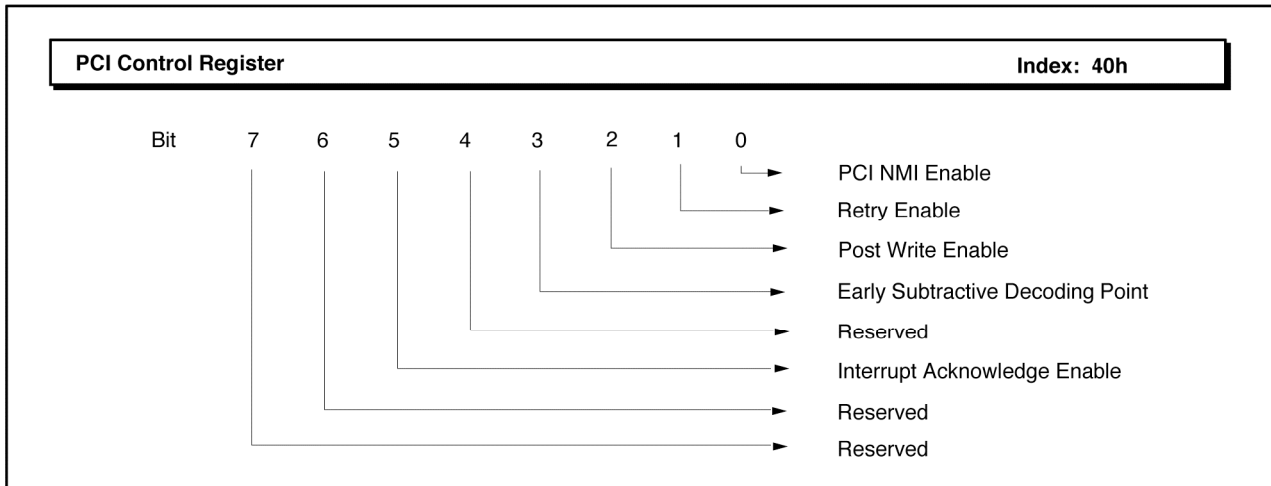 PCI Control Register Index: 40h
Bit 7 6 5 4 3 2 1 0
PCI NMI Enable
Retry Enable
Post Write Enable
Early Subtractive Decoding Point
Reserved
Interrupt Acknowledge Enable
Reserved
Reserved